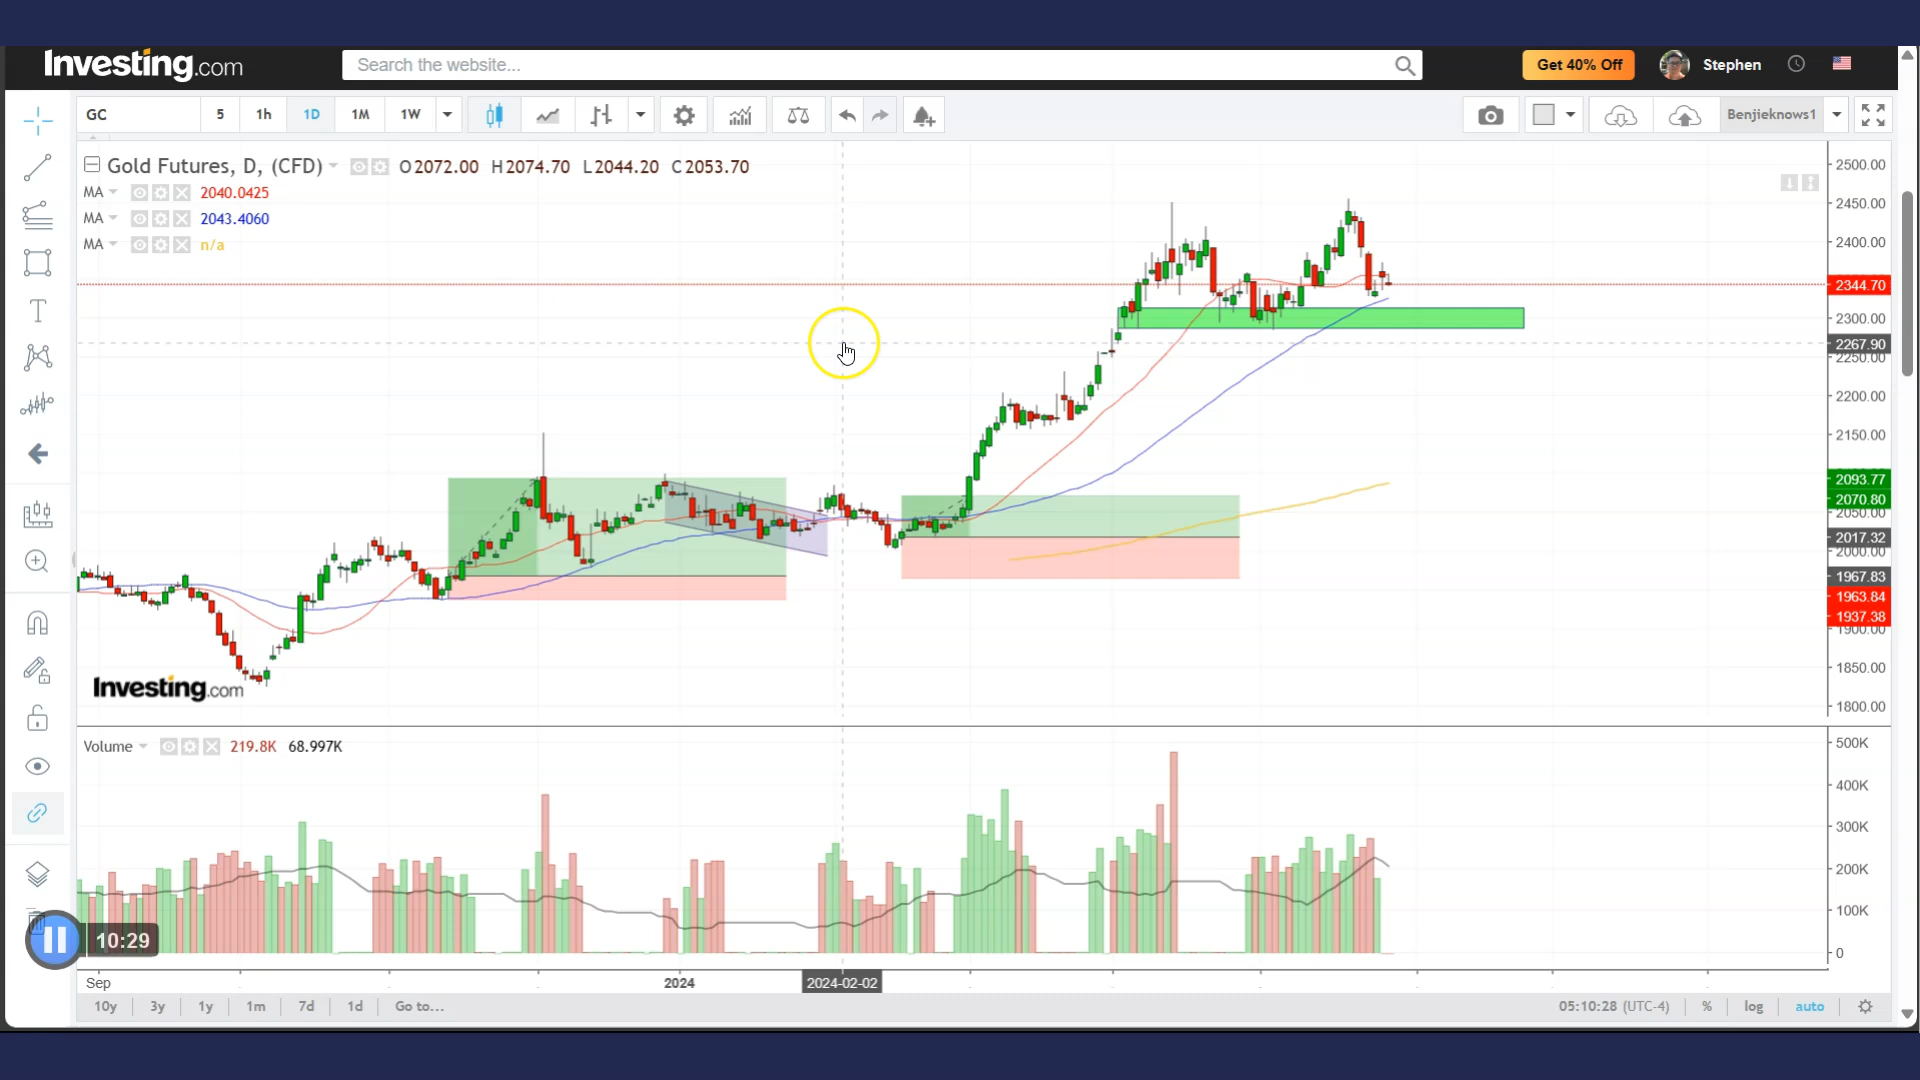 Investing.com
Search the website...
Get 40% Off
Stephen
GC
5
1h
1D
1M
1W
Benjieknows1
Gold Futures, D, (CFD)
O2072.00 H2074.70 L2044.20 C2053.70
MA 2040.0425
MA 2043.4060
MA n/a
2500.00
2450.00
2400.00
2344.70
2300.00
2267.90
2250.00
2200.00
2150.00
2093.77
2070.80
2050.00
2017.32
2000.00
1967.83
1963.84
1937.38
1900.00
1850.00
1800.00
Investing.com
Volume 219.8K 68.997K
500K
400K
300K
200K
100K
0
10:29
Sep
2024
2024-02-02
10y
3y
1y
1m
7d
1d
Go to...
05:10:28 (UTC-4)
%
log
auto